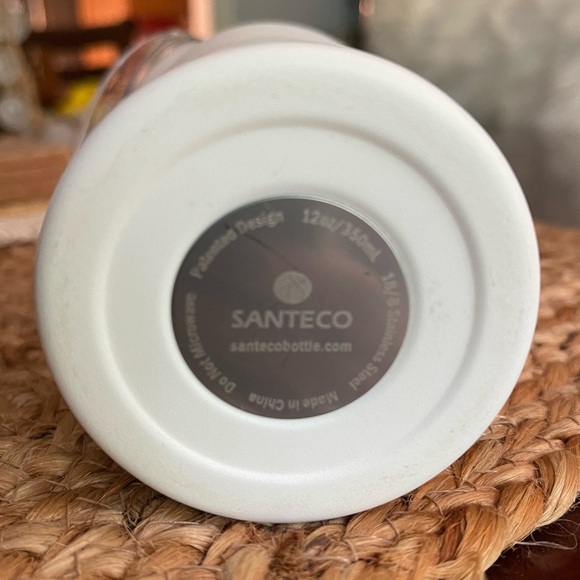 Patented Design
12oz/350mL
18/8 Stainless Steel
Made in China
Do Not Microwave
SANTECO
santecobottle.com